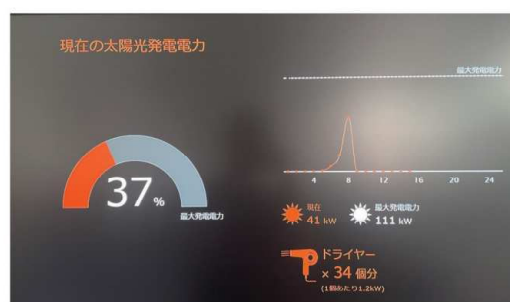 現在の太陽光発電電力
37%
最大発電電力
最大発電電力
4 8 12 16 20 24
現在
41 kW
最大発電電力
111 kW
ドライヤー
× 34 個分
(1個あたり1.2kW)